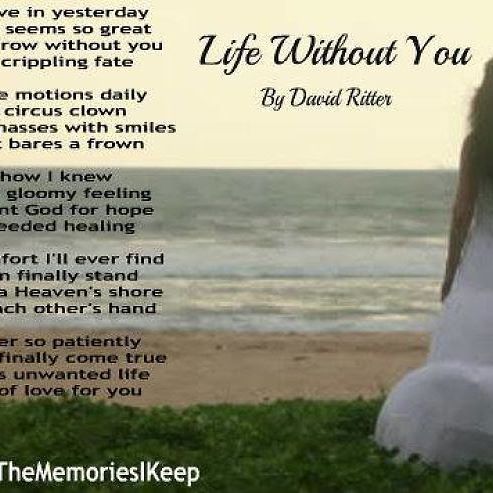 Life Without You
By David Ritter
ve in yesterday
seems so great
row without you
crippling fate
e motions daily
circus clown
masses with smiles
bares a frown
how I knew
gloomy feeling
nt God for hope
eeded healing
fort I'll ever find
n finally stand
a Heaven's shore
ach other's hand
er so patiently
finally come true
s unwanted life
of love for you
TheMemoriesIKeep